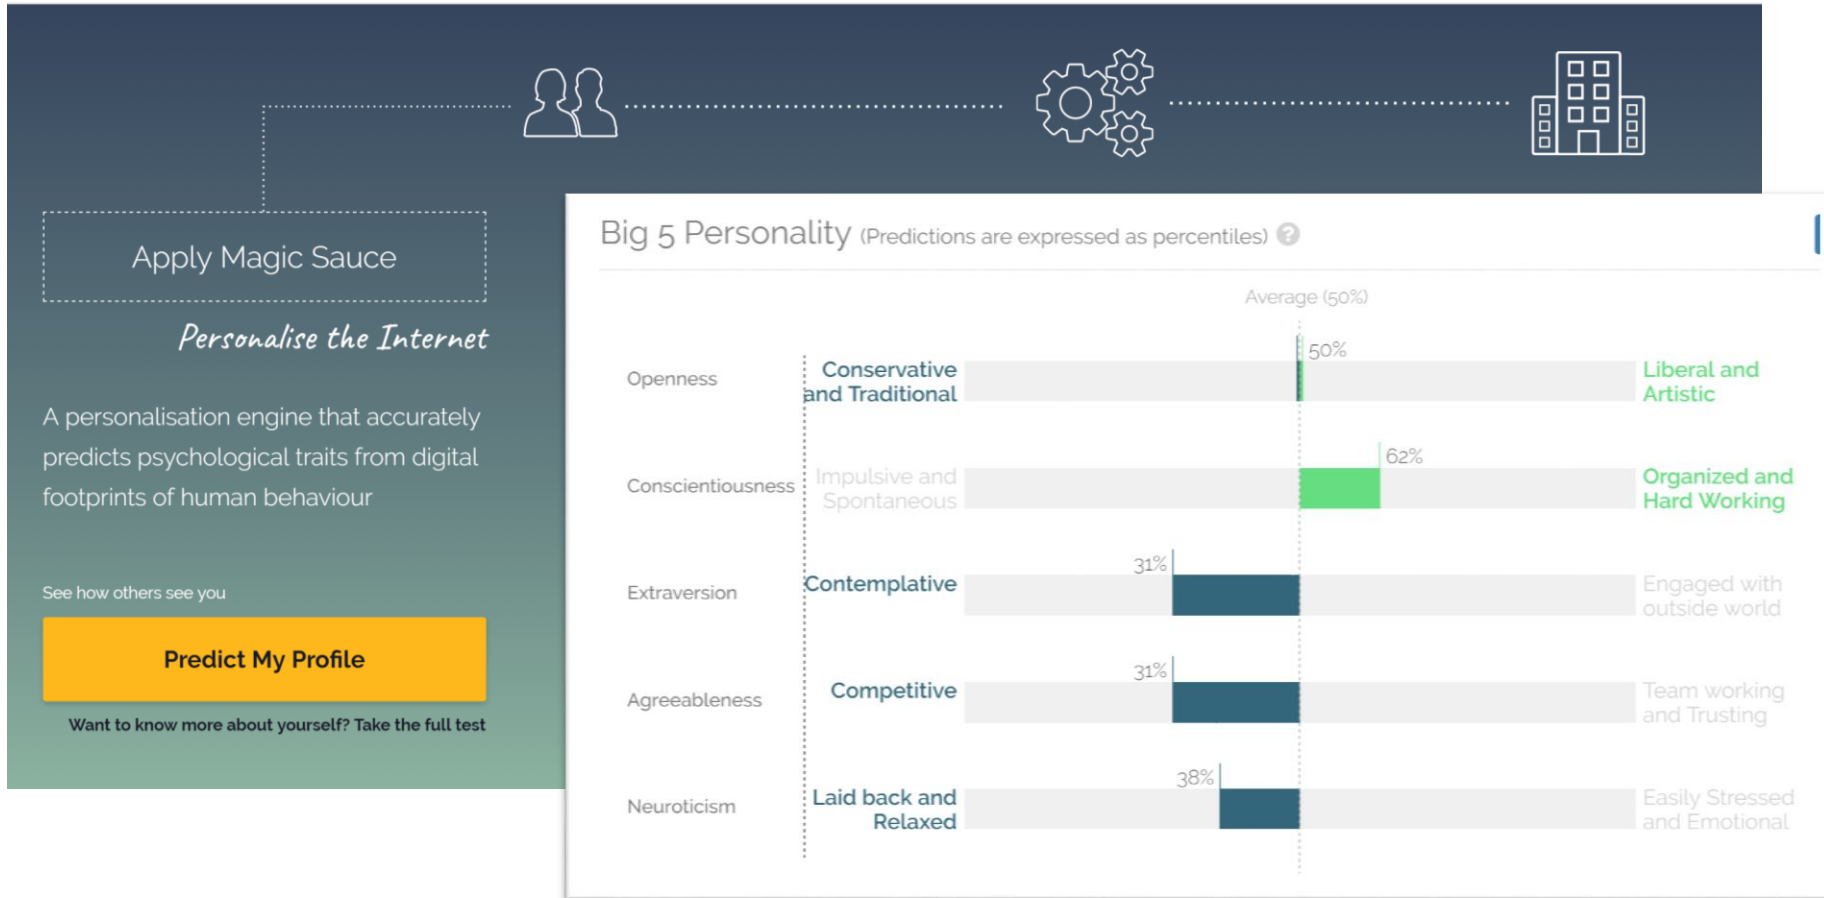 Apply Magic Sauce
Personalise the Internet
A personalisation engine that accurately
predicts psychological traits from digital
footprints of human behaviour
See how others see you
Predict My Profile
Want to know more about yourself? Take the full test
Big 5 Personality (Predictions are expressed as percentiles) ?
Average (50%)
50%
Openness
Conservative
and Traditional
Liberal and
Artistic
62%
Conscientiousness
Impulsive and
Spontaneous
Organized and
Hard Working
31%
Extraversion
Contemplative
Engaged with
outside world
31%
Agreeableness
Competitive
Team working
and Trusting
38%
Neuroticism
Laid back and
Relaxed
Easily Stressed
and Emotional